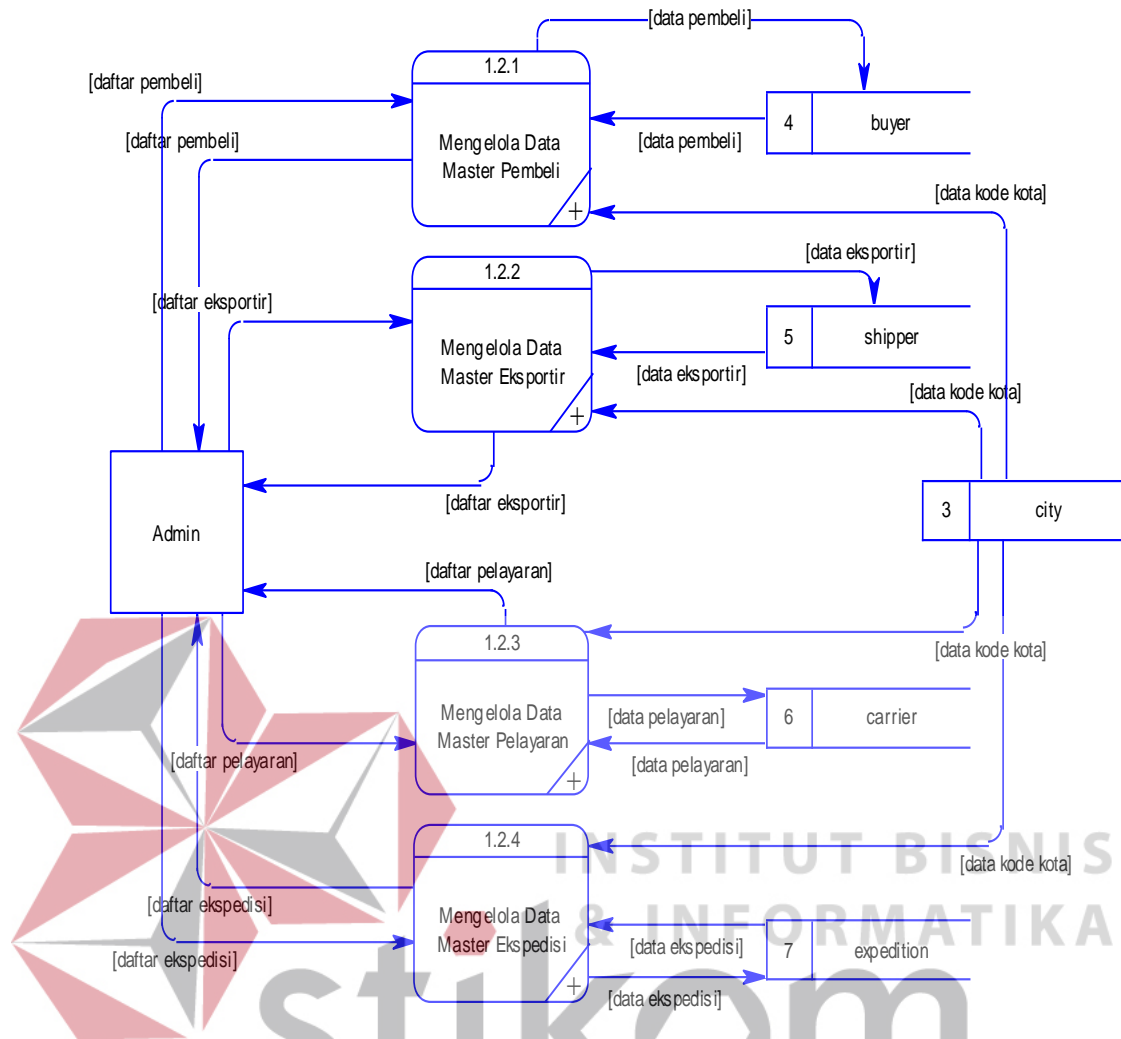 [data pembeli]
1.2.1
[daftar pembeli]
[daftar pembeli]
Mengelola Data
Master Pembeli
+
4
buyer
[data pembeli]
[data kode kota]
1.2.2
[data eksportir]
[daftar eksportir]
Mengelola Data
Master Eksportir
+
5
shipper
[data eksportir]
[data kode kota]
[daftar eksportir]
3
city
Admin
[daftar pelayaran]
1.2.3
[data kode kota]
Mengelola Data
Master Pelayaran
+
[data pelayaran]
6
carrier
[data pelayaran]
[daftar pelayaran]
1.2.4
[data kode kota]
INSTITUT BISNIS
& INFORMATIKA
[daftar ekspedisi]
Mengelola Data
Master Ekspedisi
+
[data ekspedisi]
7
expedition
[daftar ekspedisi]
[data ekspedisi]
stikom